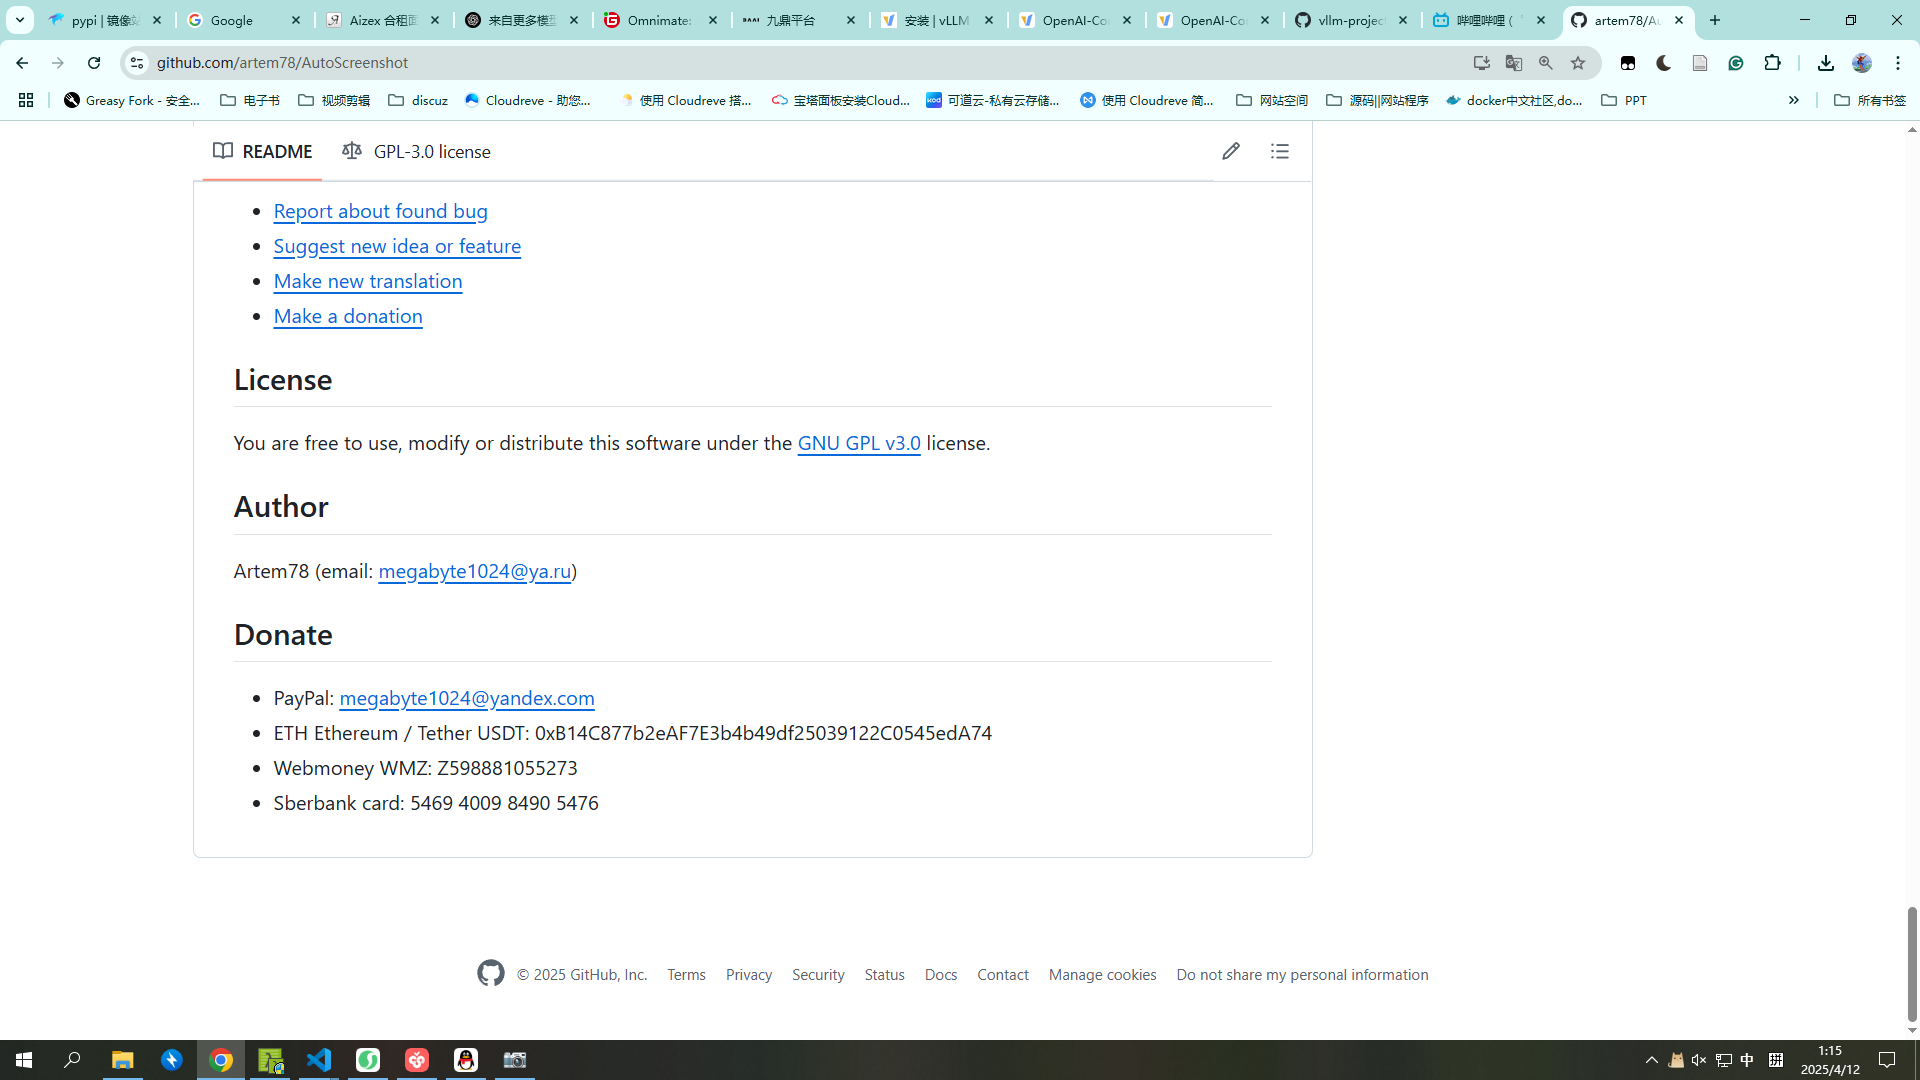 pypi | 镜像站
Google
Aizex 合租面
来自更多模型
Omnimate:
九鼎平台
安装 | vLLM
OpenAI-Co
OpenAI-Co
vllm-project
哔哩哔哩 (
artem78/Au
github.com/artem78/AutoScreenshot
Greasy Fork - 安全...
电子书
视频剪辑
discuz
Cloudreve - 助您...
使用 Cloudreve 搭...
宝塔面板安装Cloud...
可道云-私有云存储...
使用 Cloudreve 简...
网站空间
源码||网站程序
docker中文社区,do...
PPT
所有书签
README
GPL-3.0 license
Report about found bug
Suggest new idea or feature
Make new translation
Make a donation
License
You are free to use, modify or distribute this software under the GNU GPL v3.0 license.
Author
Artem78 (email: megabyte1024@ya.ru)
Donate
PayPal: megabyte1024@yandex.com
ETH Ethereum / Tether USDT: 0xB14C877b2eAF7E3b4b49df25039122C0545edA74
Webmoney WMZ: Z598881055273
Sberbank card: 5469 4009 8490 5476
© 2025 GitHub, Inc.
Terms
Privacy
Security
Status
Docs
Contact
Manage cookies
Do not share my personal information
中
拼
1:15
2025/4/12